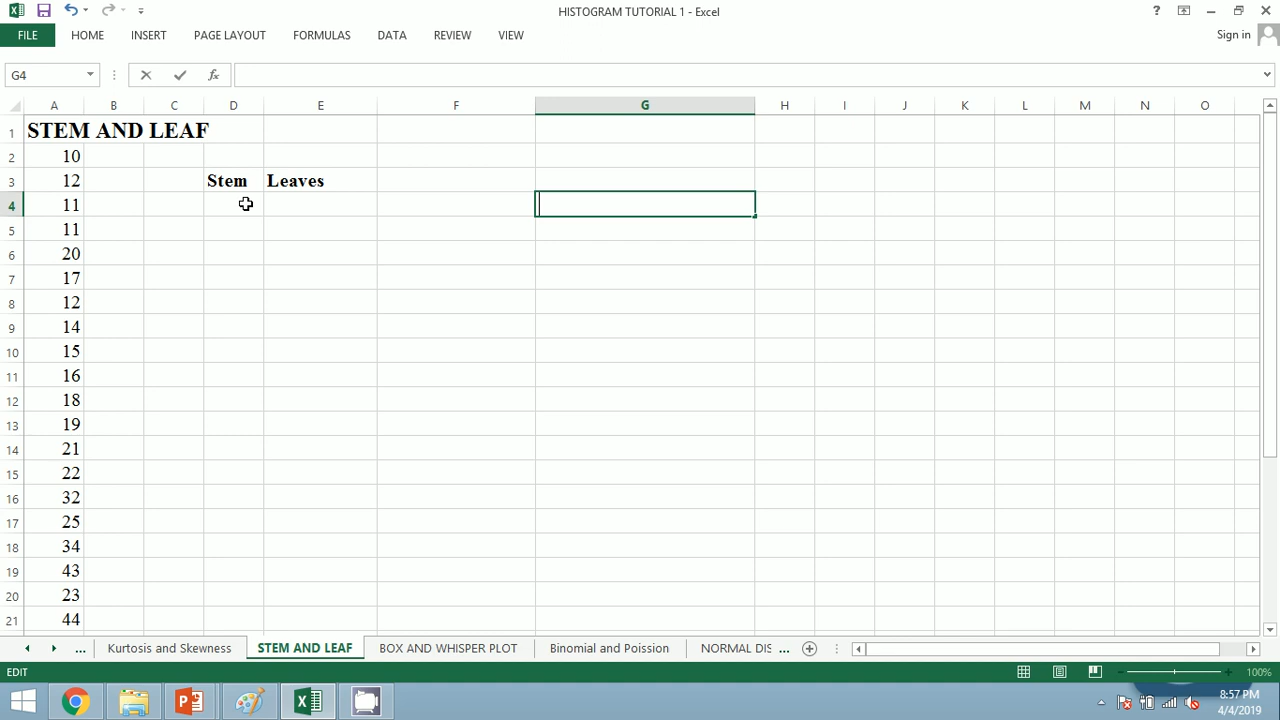 HISTOGRAM TUTORIAL 1 - Excel
?
FILE HOME INSERT PAGE LAYOUT FORMULAS DATA REVIEW VIEW Sign in
G4 fx
A B C D E F G H I J K L M N O
1 STEM AND LEAF
2 10
3 12 Stem Leaves
4 11
5 11
6 20
7 17
8 12
9 14
10 15
11 16
12 18
13 19
14 21
15 22
16 32
17 25
18 34
19 43
20 23
21 44
... Kurtosis and Skewness STEM AND LEAF BOX AND WHISPER PLOT Binomial and Poission NORMAL DIS ...
EDIT 100%
8:57 PM
4/4/2019